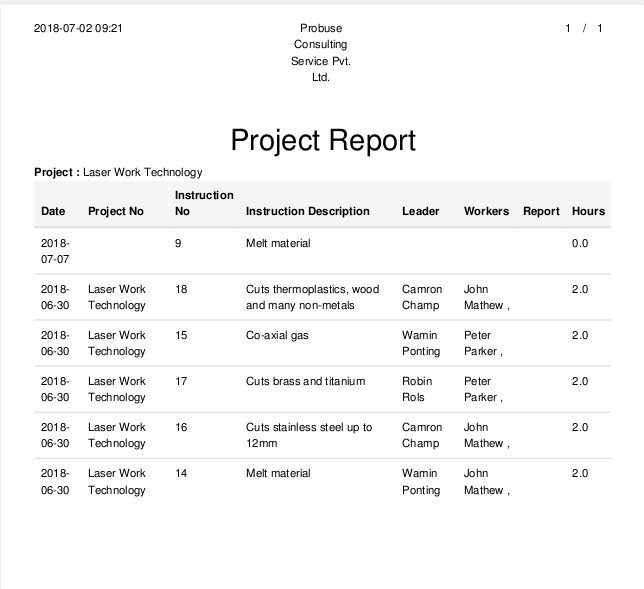 2018-07-02 09:21 Probuse 1 / 1
Consulting
Service Pvt.
Ltd.
Project Report
Project : Laser Work Technology
Instruction
Date Project No No Instruction Description Leader Workers Report Hours
2018- 9 Melt material 0.0
07-07
2018- Laser Work 18 Cuts thermoplastics, wood Camron John 2.0
06-30 Technology and many non-metals Champ Mathew ,
2018- Laser Work 15 Co-axial gas Wamin Peter 2.0
06-30 Technology Ponting Parker ,
2018- Laser Work 17 Cuts brass and titanium Robin Peter 2.0
06-30 Technology Rols Parker ,
2018- Laser Work 16 Cuts stainless steel up to Camron John 2.0
06-30 Technology 12mm Champ Mathew ,
2018- Laser Work 14 Melt material Wamin John 2.0
06-30 Technology Ponting Mathew ,